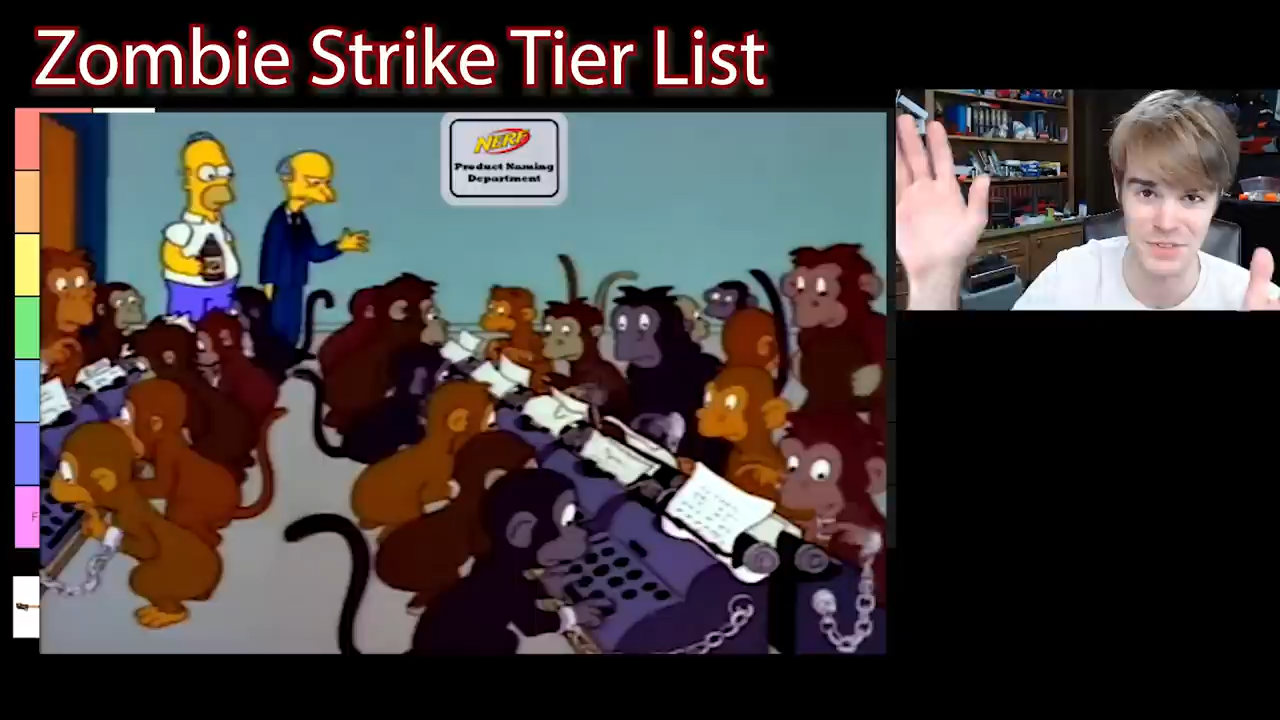 Zombie Strike Tier List
NERF
Product Naming
Department
F